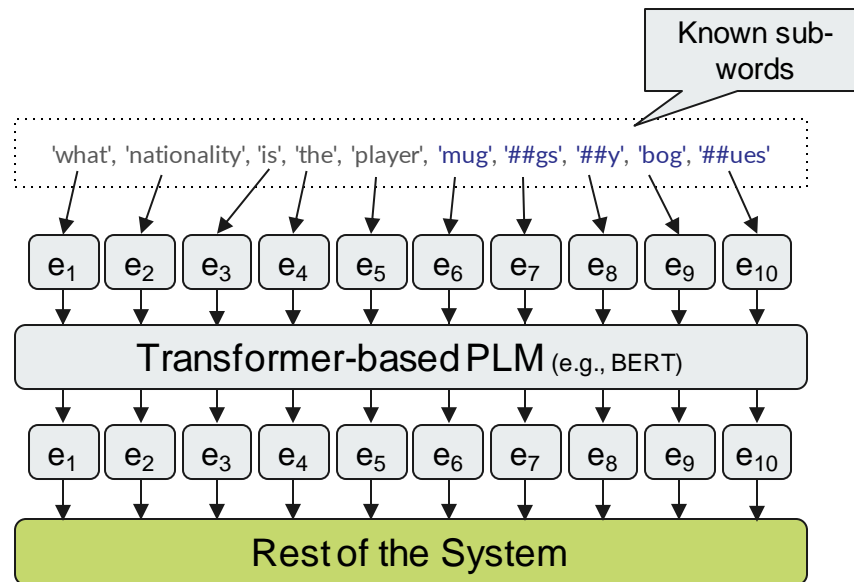 Known sub-
words
'what', 'nationality', 'is', 'the', 'player', 'mug', '##gs', '##y', 'bog', '##ues'
e1 e2 e3 e4 e5 e6 e7 e8 e9 e10
Transformer-based PLM (e.g., BERT)
e1 e2 e3 e4 e5 e6 e7 e8 e9 e10
Rest of the System